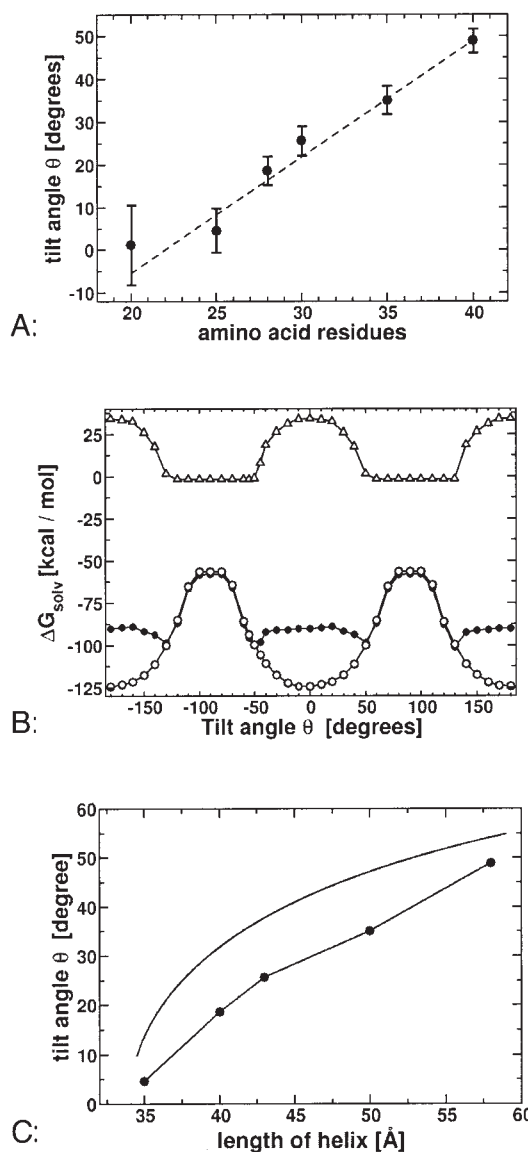 50
40
30
20
10
0
-10
tilt angle θ [degrees]
20 25 30 35 40
amino acid residues
A:
25
0
-25
-50
-75
-100
-125
ΔGsolv [kcal / mol]
-150 -100 -50 0 50 100 150
Tilt angle θ [degrees]
B:
60
50
40
30
20
10
0
tilt angle θ [degree]
35 40 45 50 55 60
length of helix [Å]
C: